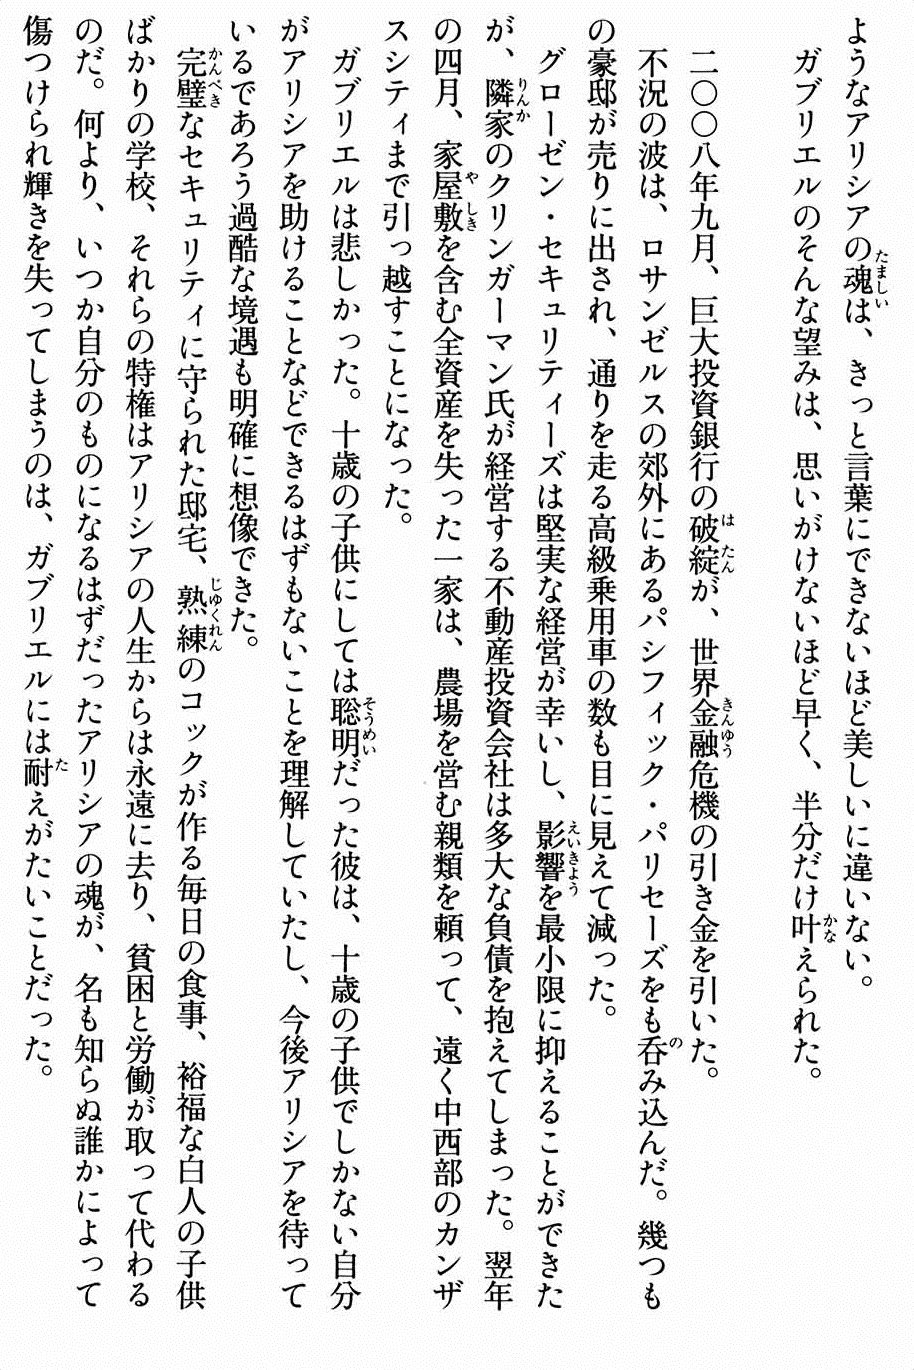 ようなアリシアの魂は、きっと言葉にできないほど美しいに違いない。
ガブリエルのそんな望みは、思いがけないほど早く、半分だけ叶えられた。
二〇〇八年九月、巨大投資銀行の破綻が、世界金融危機の引き金を引いた。
不況の波は、ロサンゼルスの郊外にあるパシフィック・パリセーズをも呑み込んだ。幾つも
の豪邸が売りに出され、通りを走る高級乗用車の数も目に見えて減った。
グローゼン・セキュリティーズは堅実な経営が幸いし、影響を最小限に抑えることができた
が、隣家のクリンガーマン氏が経営する不動産投資会社は多大な負債を抱えてしまった。翌年
の四月、家屋敷を含む全資産を失った一家は、農場を営む親類を頼って、遠く中西部のカンザ
スシティまで引っ越すことになった。
ガブリエルは悲しかった。十歳の子供にしては聡明だった彼は、十歳の子供でしかない自分
がアリシアを助けることなどできるはずもないことを理解していたし、今後アリシアを待って
いるであろう過酷な境遇も明確に想像できた。
完璧なセキュリティに守られた邸宅、熟練のコックが作る毎日の食事、裕福な白人の子供
ばかりの学校、それらの特権はアリシアの人生からは永遠に去り、貧困と労働が取って代わる
のだ。何より、いつか自分のものになるはずだったアリシアの魂が、名も知らぬ誰かによって
傷つけられ輝きを失ってしまうのは、ガブリエルには耐えがたいことだった。